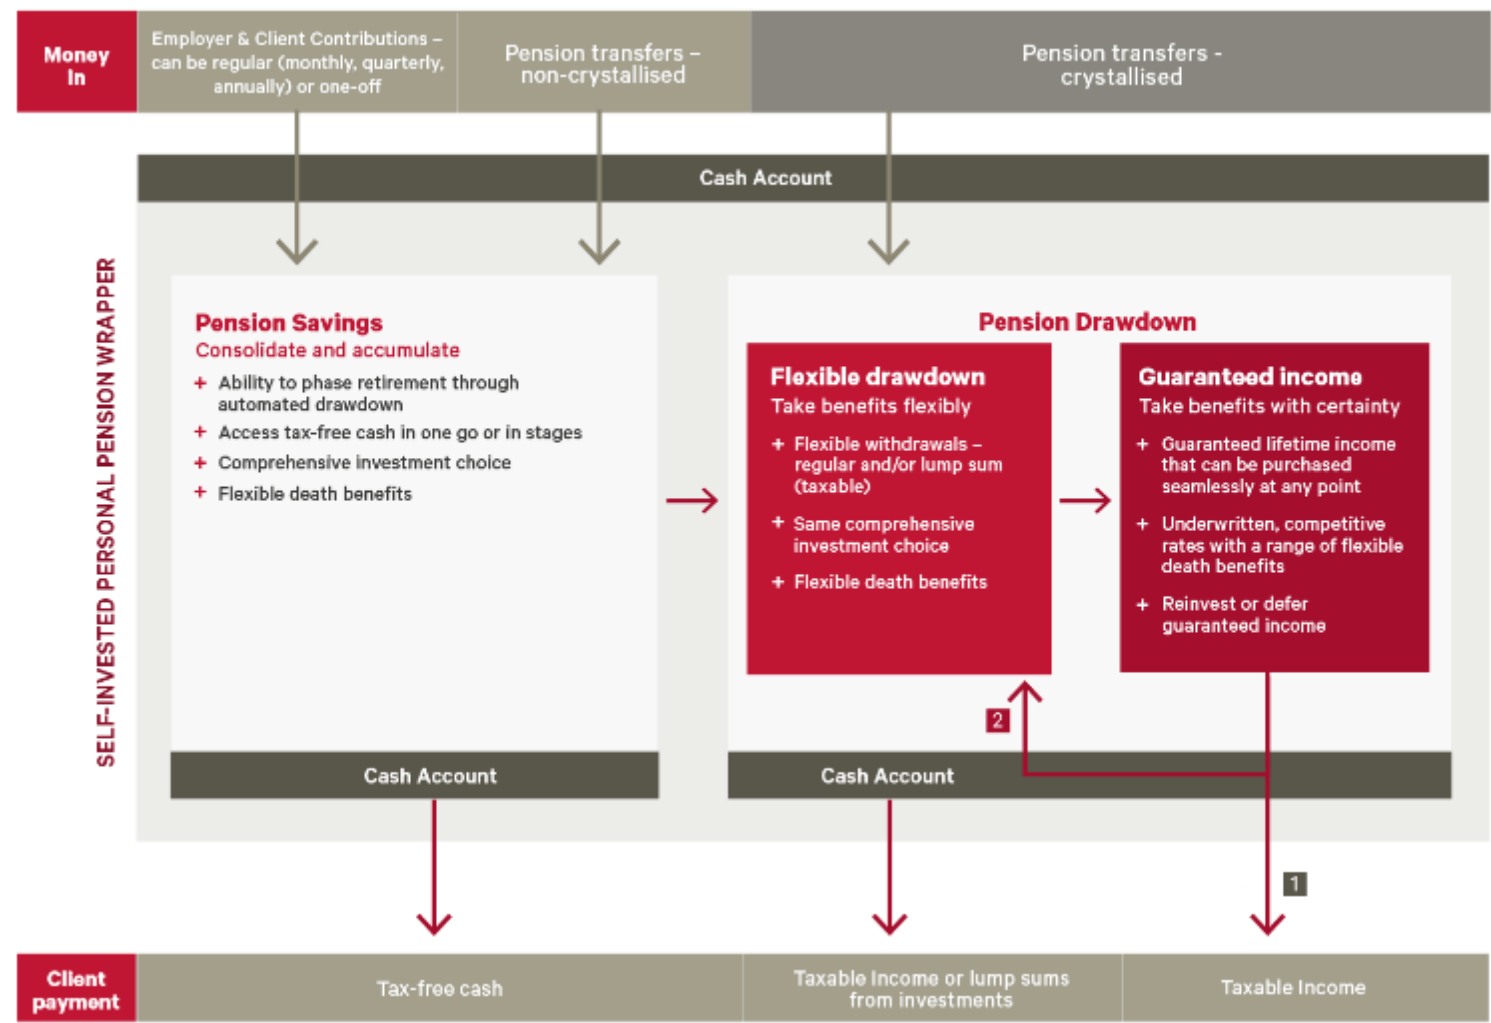 Money
In
Employer & Client Contributions –
can be regular (monthly, quarterly,
annually) or one-off
Pension transfers –
non-crystallised
Pension transfers -
crystallised
Cash Account
SELF-INVESTED PERSONAL PENSION WRAPPER
Pension Savings
Consolidate and accumulate
+ Ability to phase retirement through
automated drawdown
+ Access tax-free cash in one go or in stages
+ Comprehensive investment choice
+ Flexible death benefits
Pension Drawdown
Flexible drawdown
Take benefits flexibly
+ Flexible withdrawals –
regular and/or lump sum
(taxable)
+ Same comprehensive
investment choice
+ Flexible death benefits
Guaranteed income
Take benefits with certainty
+ Guaranteed lifetime income
that can be purchased
seamlessly at any point
+ Underwritten, competitive
rates with a range of flexible
death benefits
+ Reinvest or defer
guaranteed income
2
Cash Account
Cash Account
1
Client
payment
Tax-free cash
Taxable Income or lump sums
from investments
Taxable Income